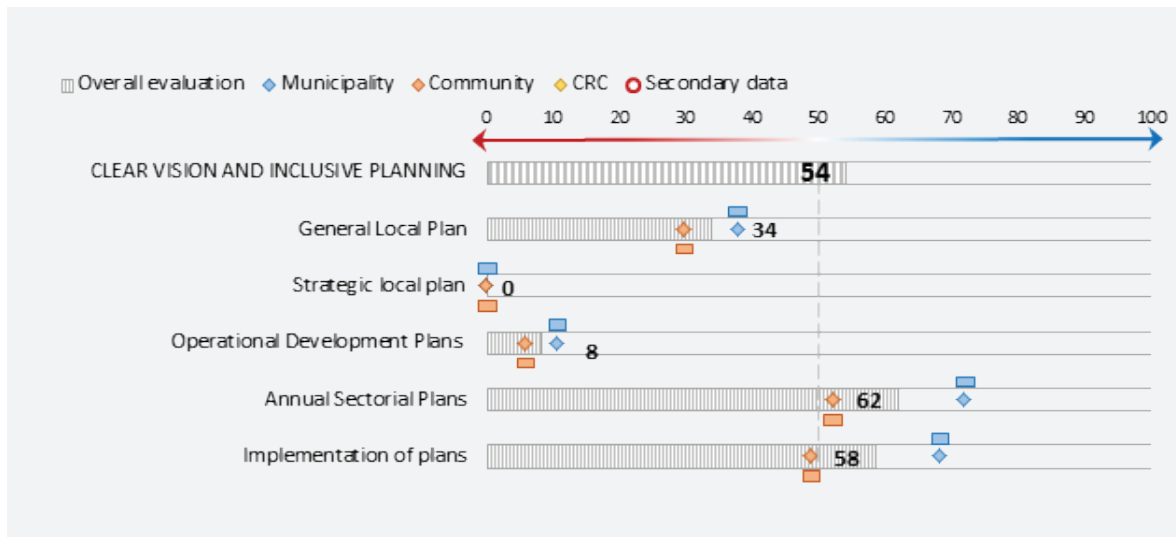 Overall evaluation Municipality Community CRC Secondary data
0 10 20 30 40 50 60 70 80 90 100
CLEAR VISION AND INCLUSIVE PLANNING 54
General Local Plan 34
Strategic local plan 0
Operational Development Plans 8
Annual Sectorial Plans 62
Implementation of plans 58